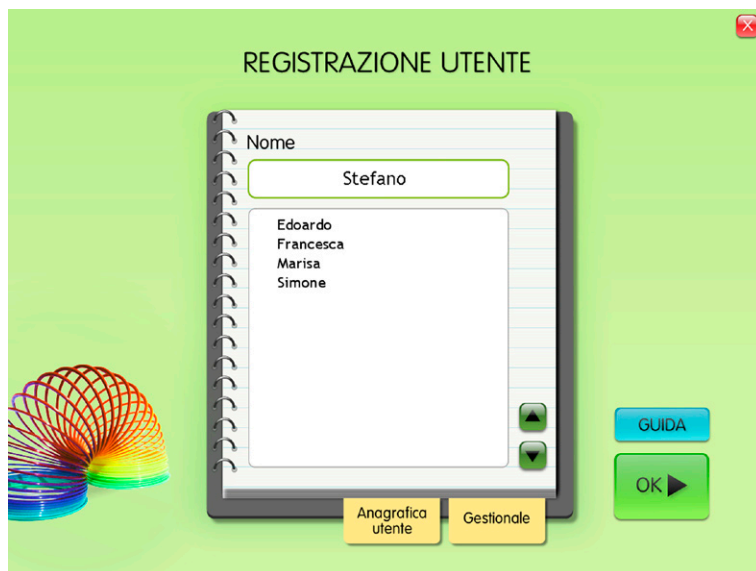 X
REGISTRAZIONE UTENTE
Nome
Stefano
Edoardo
Francesca
Marisa
Simone
GUIDA
OK
Anagrafica
utente
Gestionale